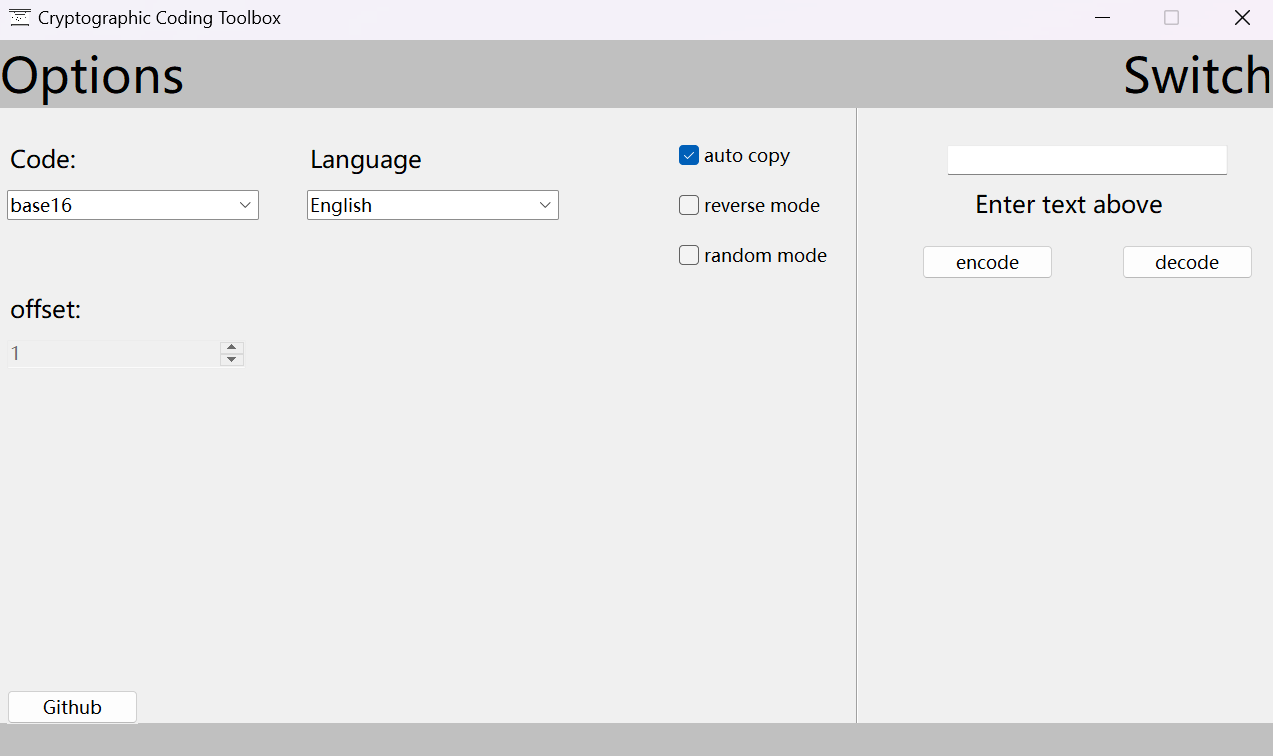 Cryptographic Coding Toolbox
Options
Switch
Code:
Language
base16
English
auto copy
reverse mode
random mode
offset:
1
Github
Enter text above
encode
decode